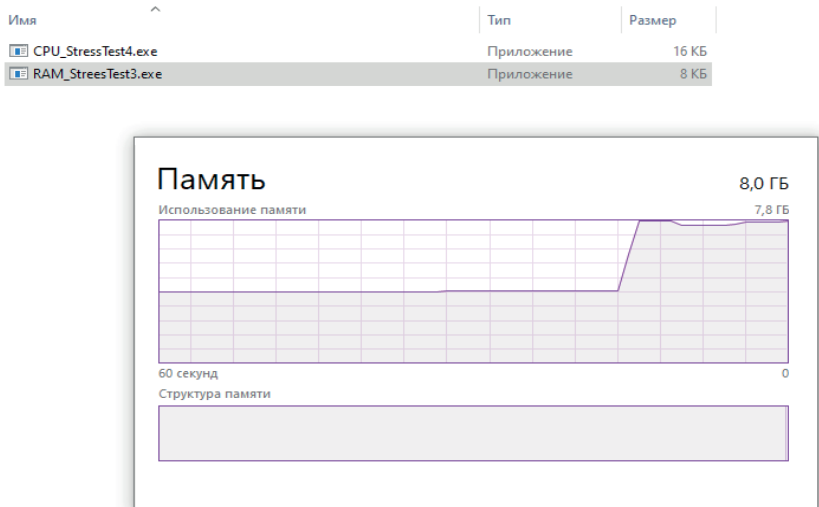 Имя Тип Размер
CPU_StressTest4.exe Приложение 16 КБ
RAM_StreesTest3.exe Приложение 8 КБ
Память 8,0 ГБ
Использование памяти 7,8 ГБ
60 секунд 0
Структура памяти